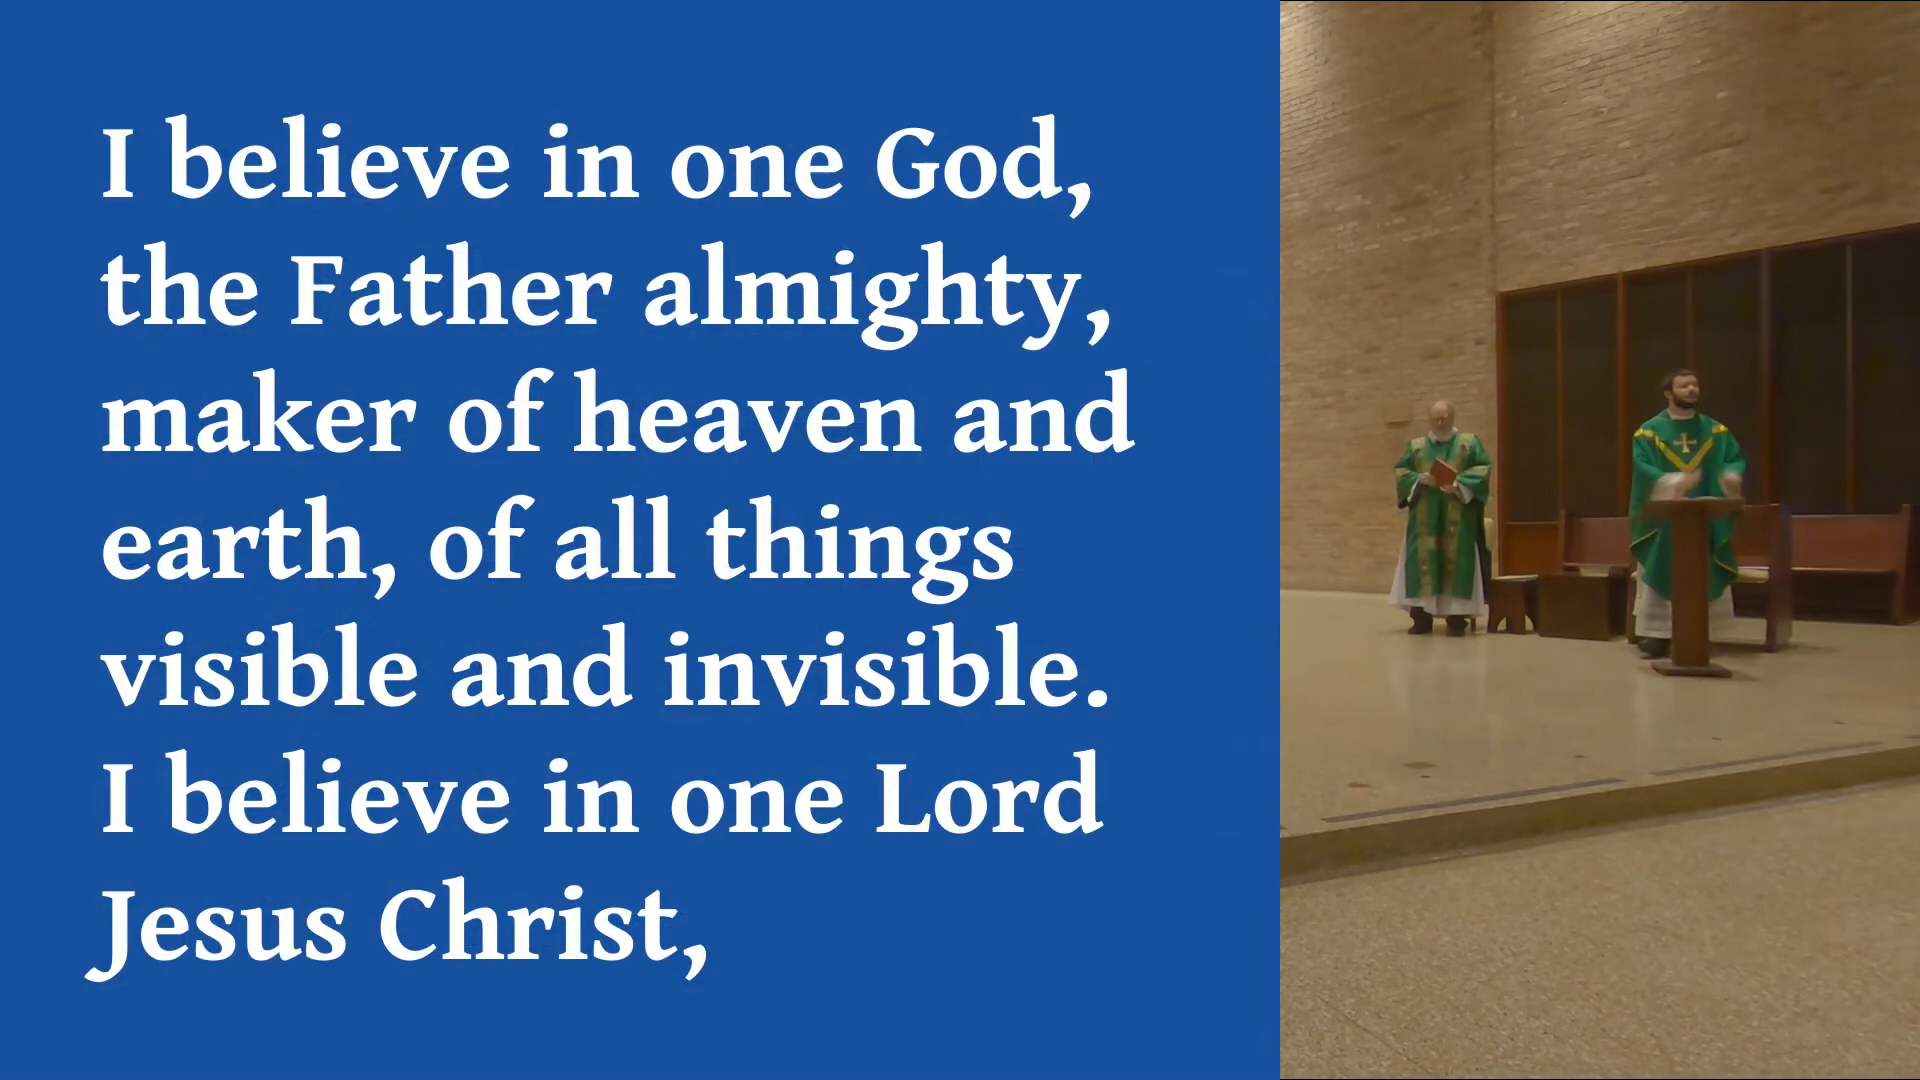 I believe in one God,
the Father almighty,
maker of heaven and
earth, of all things
visible and invisible.
I believe in one Lord
Jesus Christ,